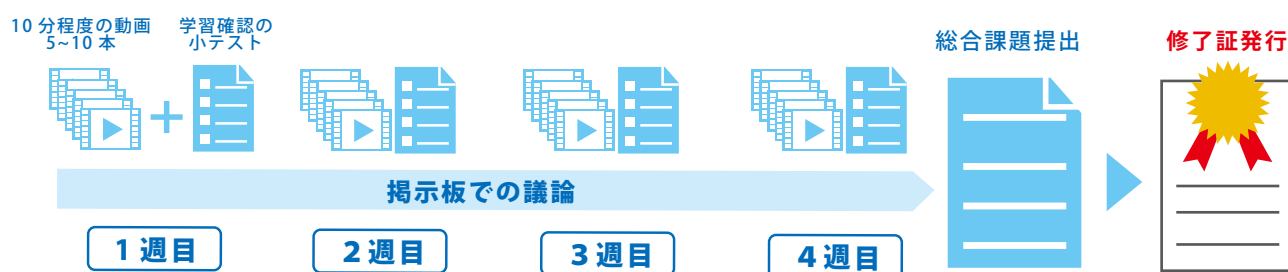 10 分程度の動画
5~10 本
学習確認の
小テスト
総合課題提出
修了証発行
掲示板での議論
1 週目
2 週目
3 週目
4 週目